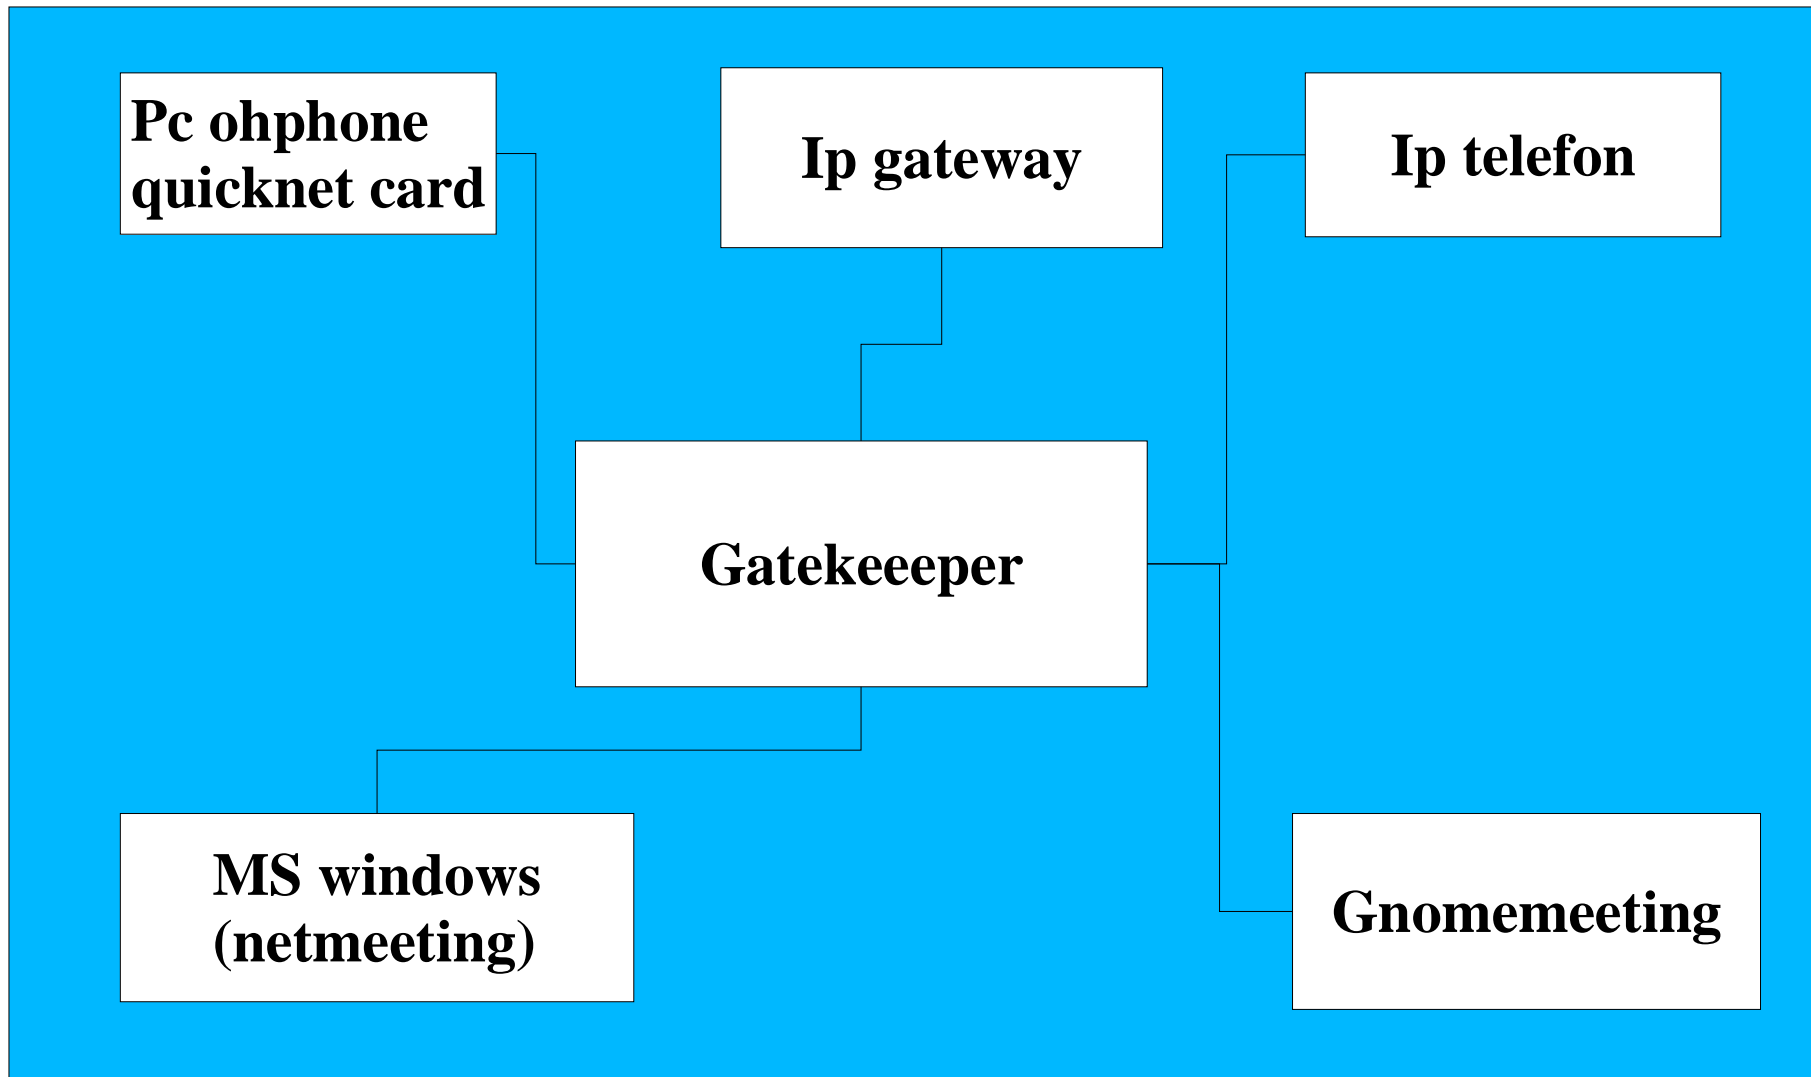 Pc ohphone
quicknet card
Ip gateway
Ip telefon
Gatekeeeper
MS windows
(netmeeting)
Gnomemeeting